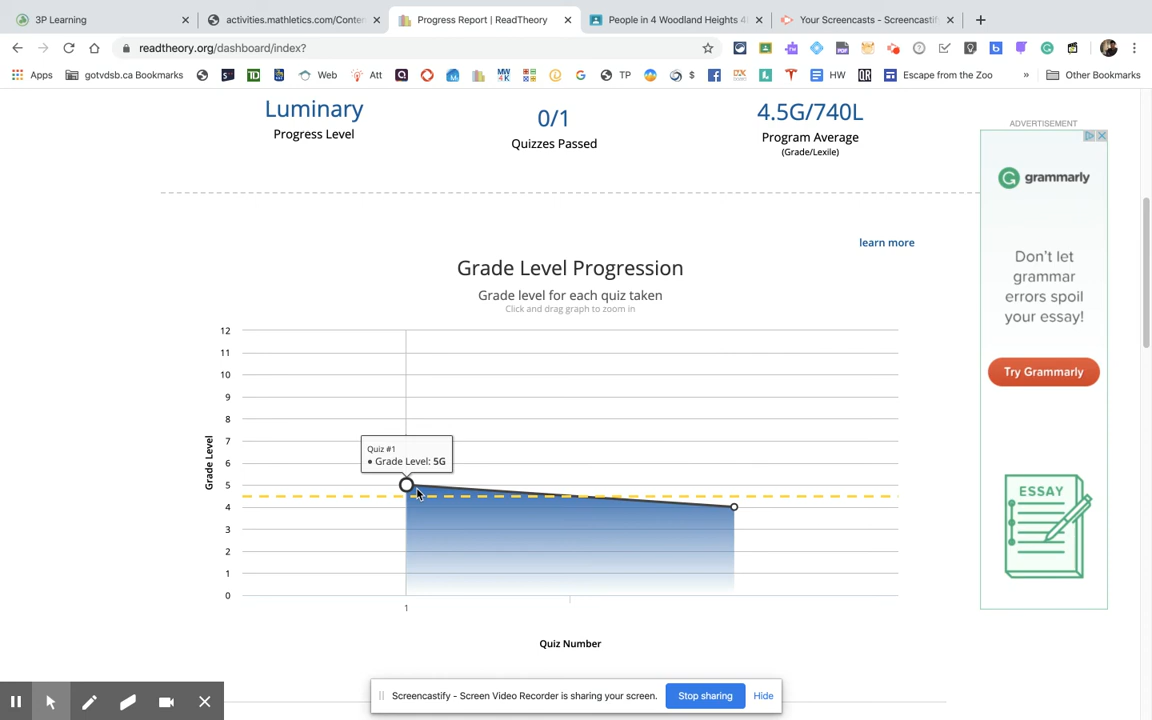 3P Learning
activities.mathletics.com/Conten
Progress Report | ReadTheory
People in 4 Woodland Heights 4
Your Screencasts - Screencastif
readtheory.org/dashboard/index?
Apps
gotvdsb.ca Bookmarks
Web
Att
TP
$
HW
Escape from the Zoo
»
Other Bookmarks
Luminary
Progress Level
0/1
Quizzes Passed
4.5G/740L
Program Average
(Grade/Lexile)
ADVERTISEMENT
grammarly
Don't let
grammar
errors spoil
your essay!
Try Grammarly
ESSAY
learn more
Grade Level Progression
Grade level for each quiz taken
Click and drag graph to zoom in
12
11
10
9
8
7
6
5
4
3
2
1
0
Grade Level
Quiz #1
● Grade Level: 5G
1
Quiz Number
Screencastify - Screen Video Recorder is sharing your screen.
Stop sharing
Hide